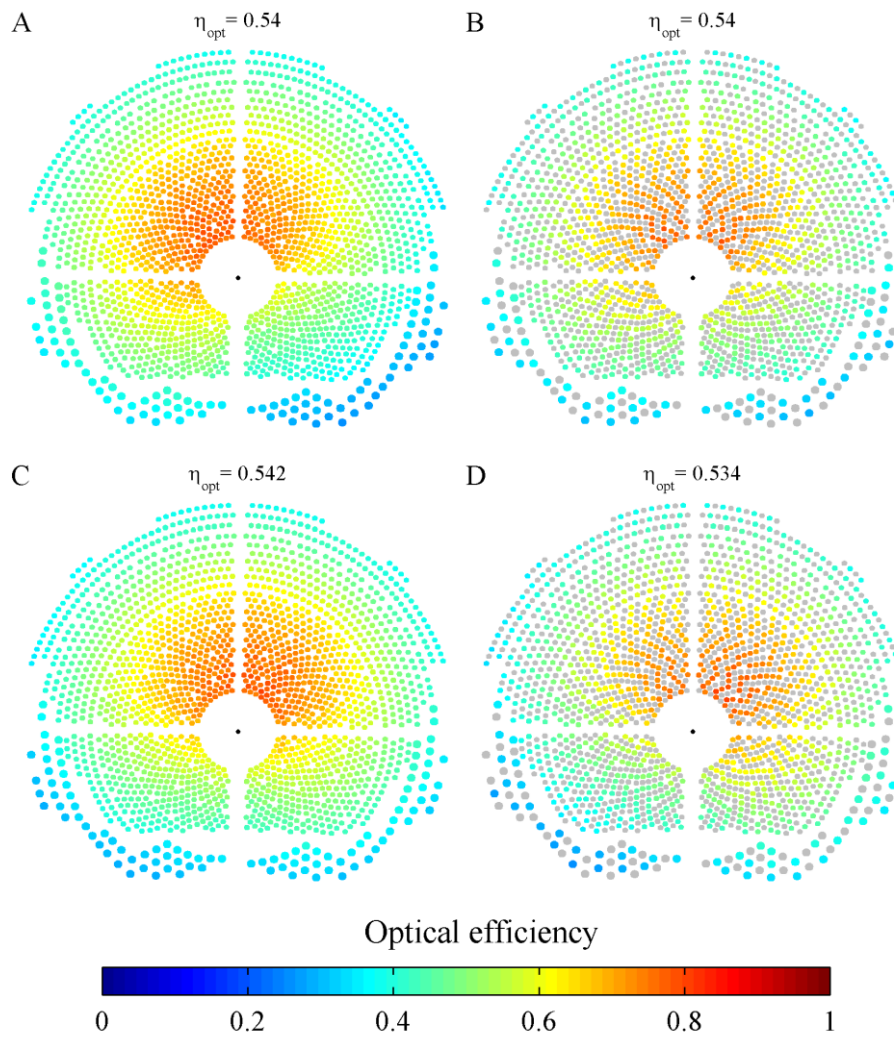 A
η_opt = 0.54
B
η_opt = 0.54
C
η_opt = 0.542
D
η_opt = 0.534
Optical efficiency
0 0.2 0.4 0.6 0.8 1